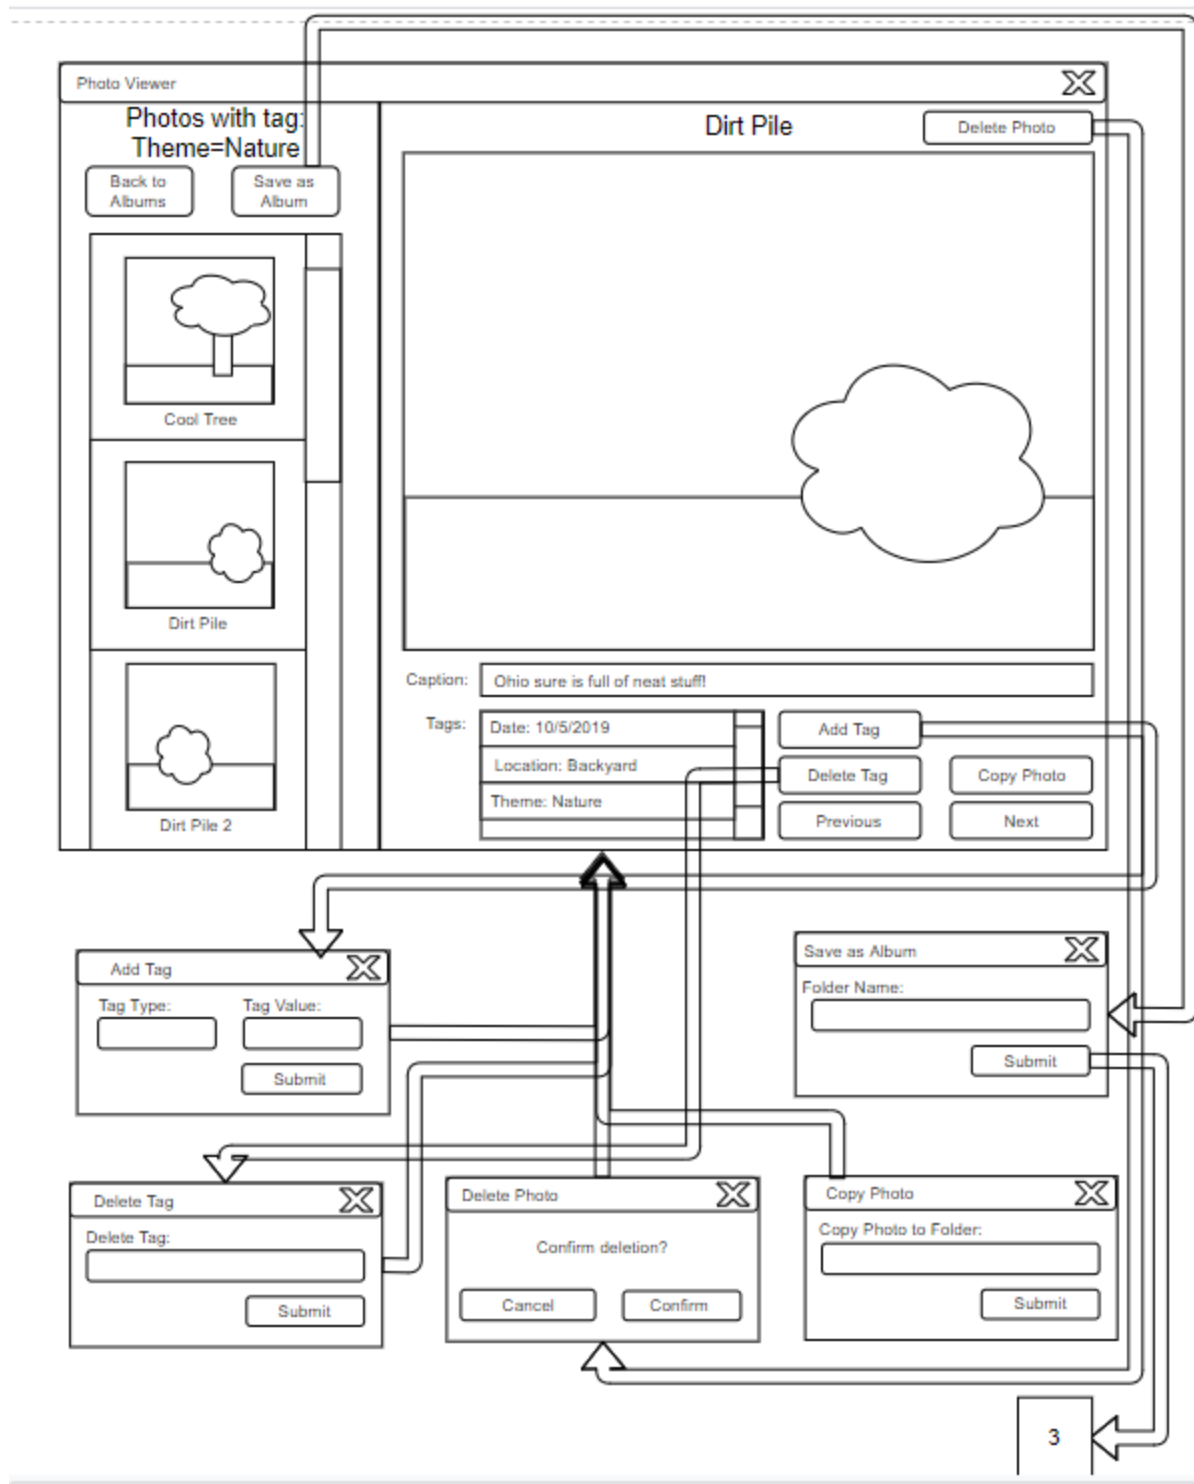 Photo Viewer
Photos with tag:
Theme=Nature
Back to
Albums
Save as
Album
Cool Tree
Dirt Pile
Dirt Pile 2
Dirt Pile
Delete Photo
Caption:
Ohio sure is full of neat stuff!
Tags:
Date: 10/5/2019
Location: Backyard
Theme: Nature
Add Tag
Delete Tag
Copy Photo
Previous
Next
Add Tag
Tag Type:
Tag Value:
Submit
Save as Album
Folder Name:
Submit
Delete Tag
Delete Tag:
Submit
Delete Photo
Confirm deletion?
Cancel
Confirm
Copy Photo
Copy Photo to Folder:
Submit
3